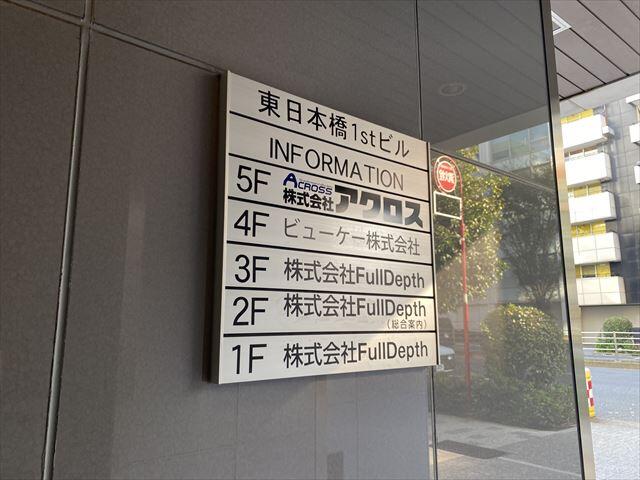 東日本橋1stビル
INFORMATION
5F ACROSS 株式会社アクロス
4F ビューケー株式会社
3F 株式会社FullDepth
2F 株式会社FullDepth
(総合案内)
1F 株式会社FullDepth